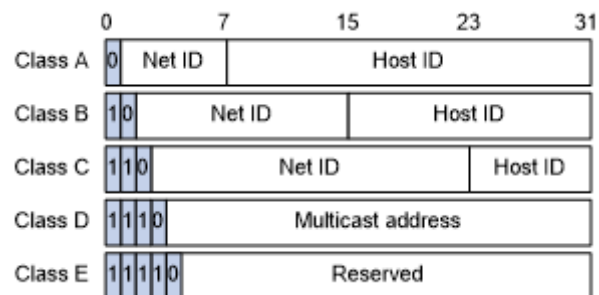 0 7 15 23 31
Class A 0 Net ID Host ID
Class B 1 0 Net ID Host ID
Class C 1 1 0 Net ID Host ID
Class D 1 1 1 0 Multicast address
Class E 1 1 1 1 0 Reserved